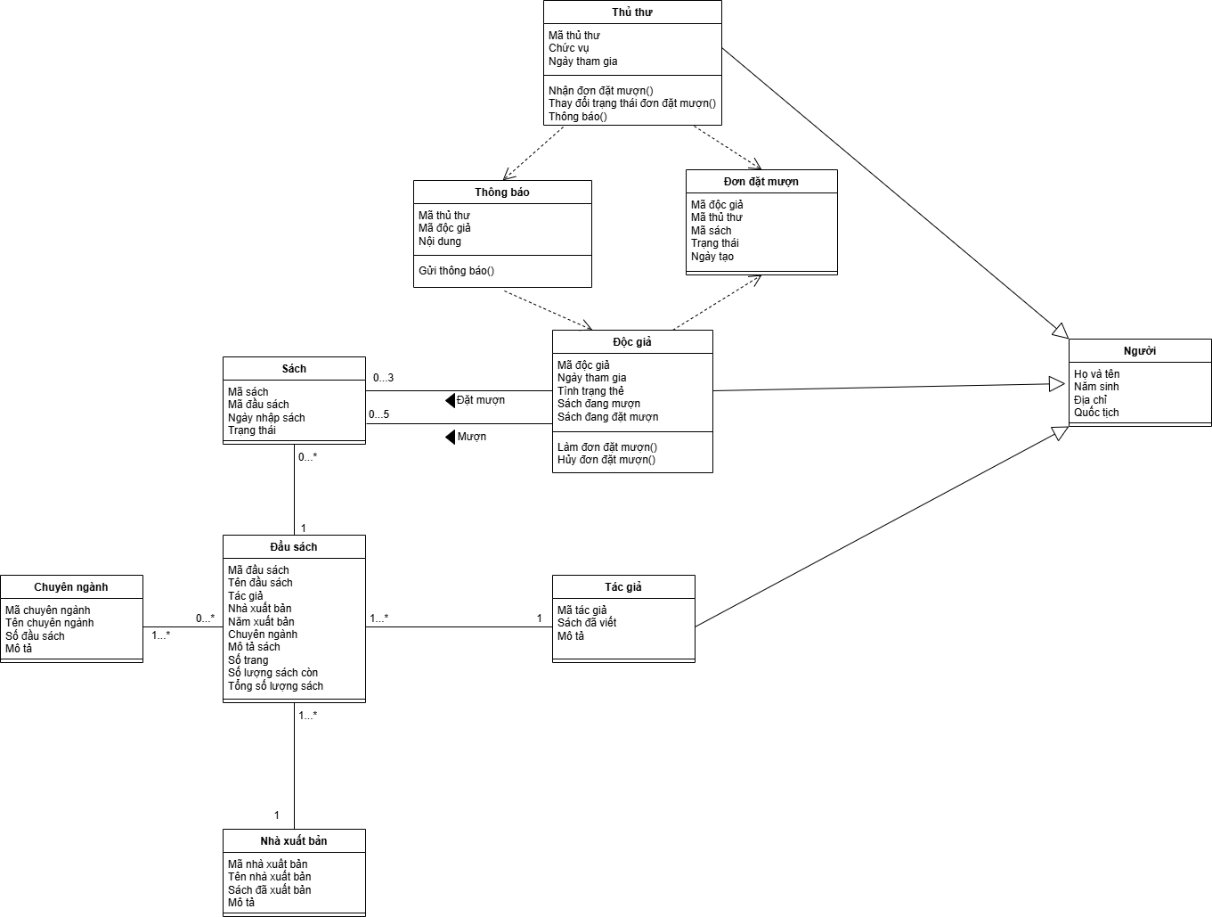 Thủ thư
Mã thủ thư
Chức vụ
Ngày tham gia
Nhận đơn đặt mượn()
Thay đổi trạng thái đơn đặt mượn()
Thông báo()
Thông báo
Mã thủ thư
Mã độc giả
Nội dung
Gửi thông báo()
Đơn đặt mượn
Mã độc giả
Mã thủ thư
Mã sách
Trạng thái
Ngày tạo
Độc giả
Mã độc giả
Ngày tham gia
Tình trạng thẻ
Sách đang mượn
Sách đang đặt mượn
Làm đơn đặt mượn()
Hủy đơn đặt mượn()
Người
Họ và tên
Năm sinh
Địa chỉ
Quốc tịch
Sách
Mã sách
Mã đầu sách
Ngày nhập sách
Trạng thái
0...3
Đặt mượn
0...5
Mượn
0...*
1
Đầu sách
Mã đầu sách
Tên đầu sách
Tác giả
Nhà xuất bản
Năm xuất bản
Chuyên ngành
Mô tả sách
Số trang
Số lượng sách còn
Tổng số lượng sách
Chuyên ngành
Mã chuyên ngành
Tên chuyên ngành
Số đầu sách
Mô tả
0...*
1...*
1...*
1
Tác giả
Mã tác giả
Sách đã viết
Mô tả
1...*
1
Nhà xuất bản
Mã nhà xuất bản
Tên nhà xuất bản
Sách đã xuất bản
Mô tả